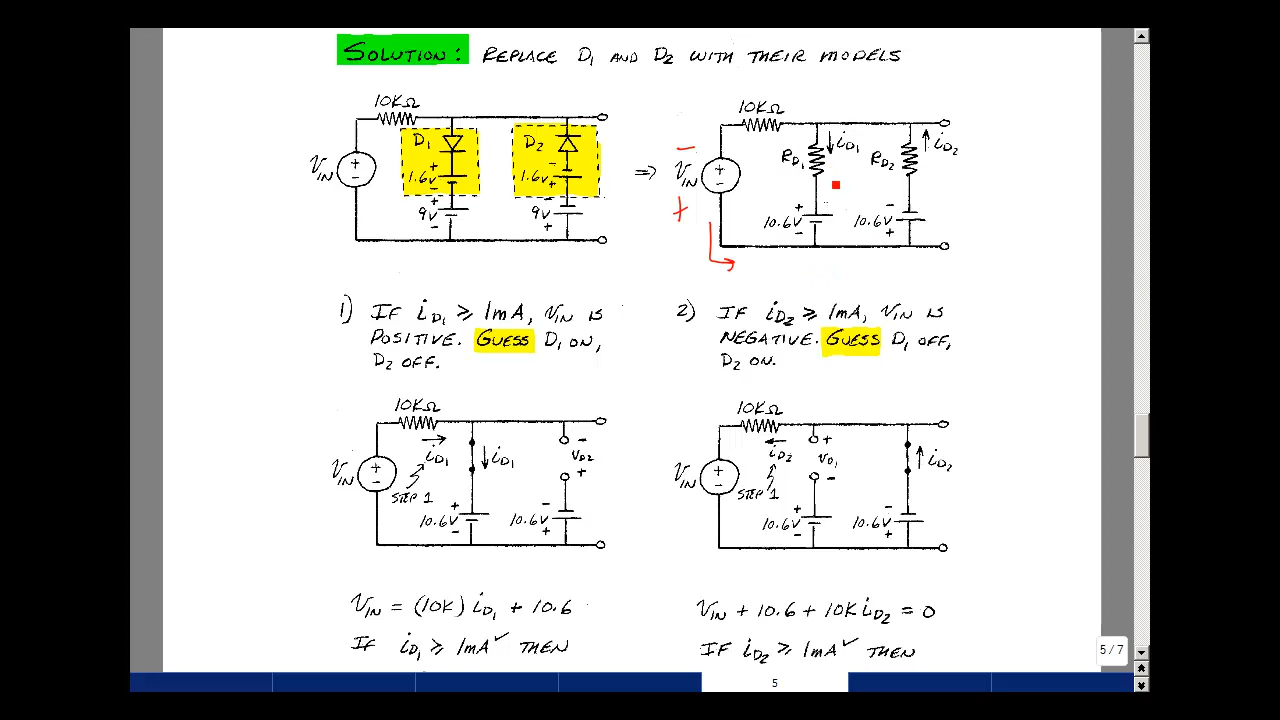 SOLUTION: REPLACE D1 AND D2 WITH THEIR MODELS
10KΩ
D1
D2
VIN
+
-
+
1.6V
-
-
1.6V
+
+
9V
-
-
9V
+
⇒
10KΩ
-
VIN
+
+
-
RD1
iD1
RD2
iD2
+
10.6V
-
-
10.6V
+
1) IF iD1 ⩾ 1mA, VIN IS
POSITIVE. GUESS D1 ON,
D2 OFF.
2) IF iD2 ⩾ 1mA, VIN IS
NEGATIVE. GUESS D1 OFF,
D2 ON.
10KΩ
VIN
+
-
iD1
STEP 1
iD1
-
VD2
+
+
10.6V
-
-
10.6V
+
10KΩ
VIN
+
-
iD2
STEP 1
+
VD1
-
iD2
+
10.6V
-
-
10.6V
+
VIN = (10K) iD1 + 10.6
IF iD1 ⩾ 1mA✓ THEN
VIN + 10.6 + 10K iD2 = 0
IF iD2 ⩾ 1mA✓ THEN
5 / 7
5